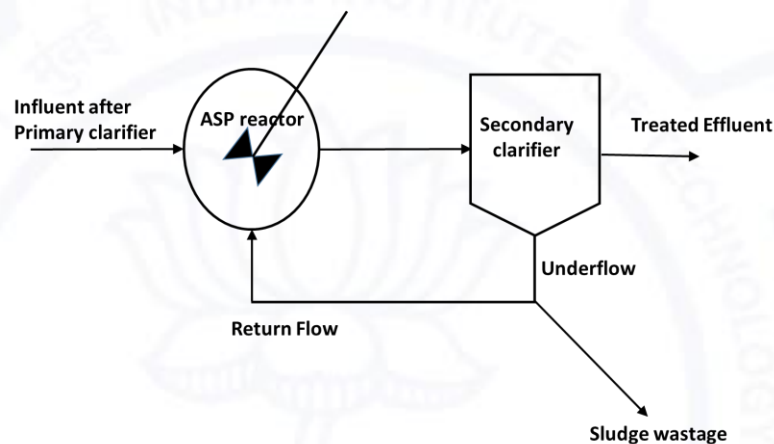 Influent after
Primary clarifier
ASP reactor
Secondary
clarifier
Treated Effluent
Underflow
Return Flow
Sludge wastage